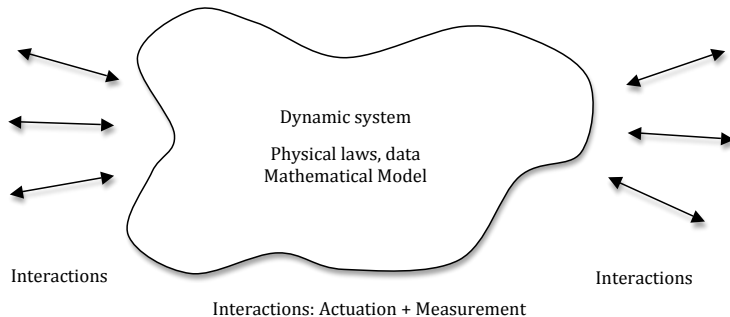 Dynamic system
Physical laws, data
Mathematical Model
Interactions
Interactions
Interactions: Actuation + Measurement